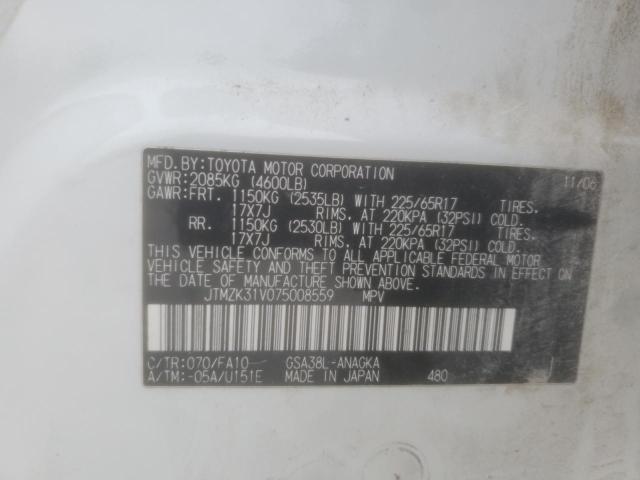 MFD.BY:TOYOTA MOTOR CORPORATION 11/06
GVWR:2085KG (4600LB)
GAWR:FRT. 1150KG (2535LB) WITH 225/65R17 TIRES.
17X7J RIMS. AT 220KPA (32PSI) COLD.
RR. 1150KG (2530LB) WITH 225/65R17 TIRES.
17X7J RIMS. AT 220KPA (32PSI) COLD.
THIS VEHICLE CONFORMS TO ALL APPLICABLE FEDERAL MOTOR
VEHICLE SAFETY AND THEFT PREVENTION STANDARDS IN EFFECT ON
THE DATE OF MANUFACTURE SHOWN ABOVE.
JTMZK31V075008559 MPV
C/TR:070/FA10 GSA38L-ANAGKA
A/TM:-05A/U151E MADE IN JAPAN 480